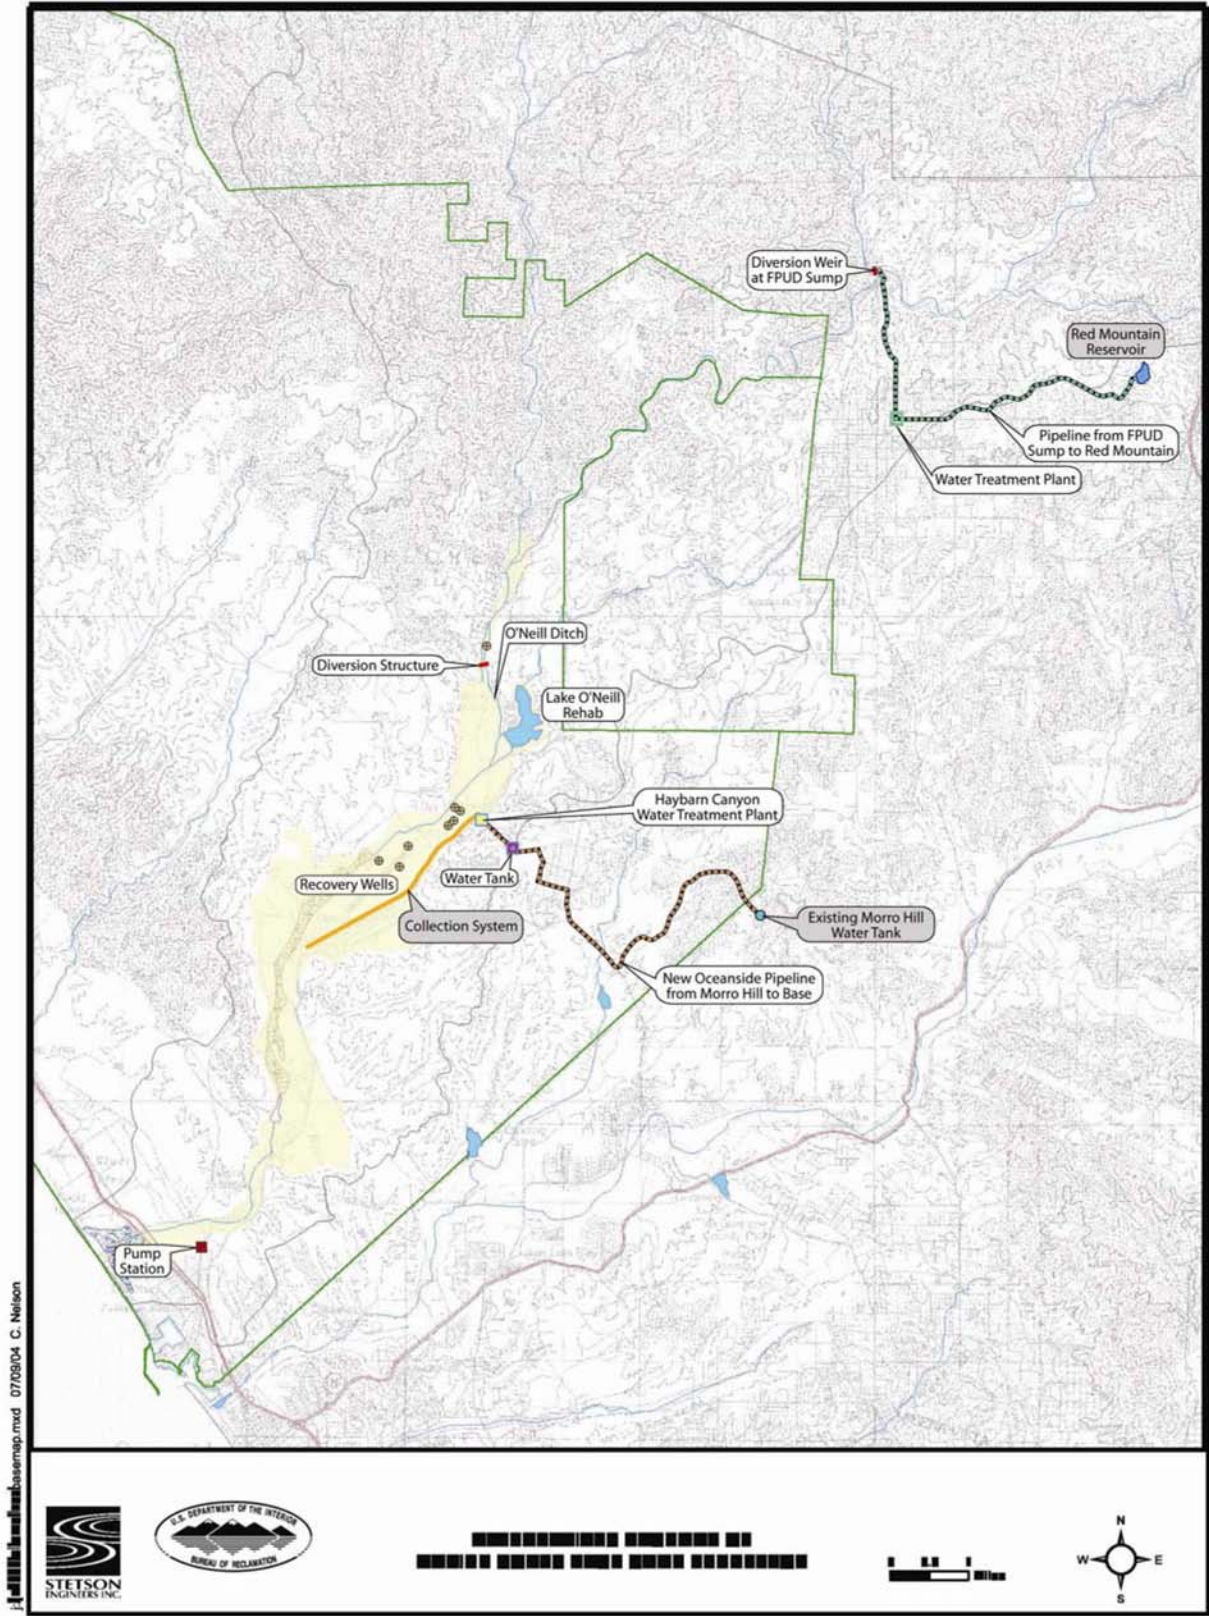 Diversion Weir
at FPUD Sump
Red Mountain
Reservoir
Pipeline from FPUD
Sump to Red Mountain
Water Treatment Plant
O'Neill Ditch
Diversion Structure
Lake O'Neill
Rehab
Haybarn Canyon
Water Treatment Plant
Water Tank
Recovery Wells
Collection System
Existing Morro Hill
Water Tank
New Oceanside Pipeline
from Morro Hill to Base
Pump
Station
basemap.mxd 07/09/04 C. Nelson
STETSON
ENGINEERS INC.
U.S. DEPARTMENT OF THE INTERIOR
BUREAU OF RECLAMATION
N
W E
S